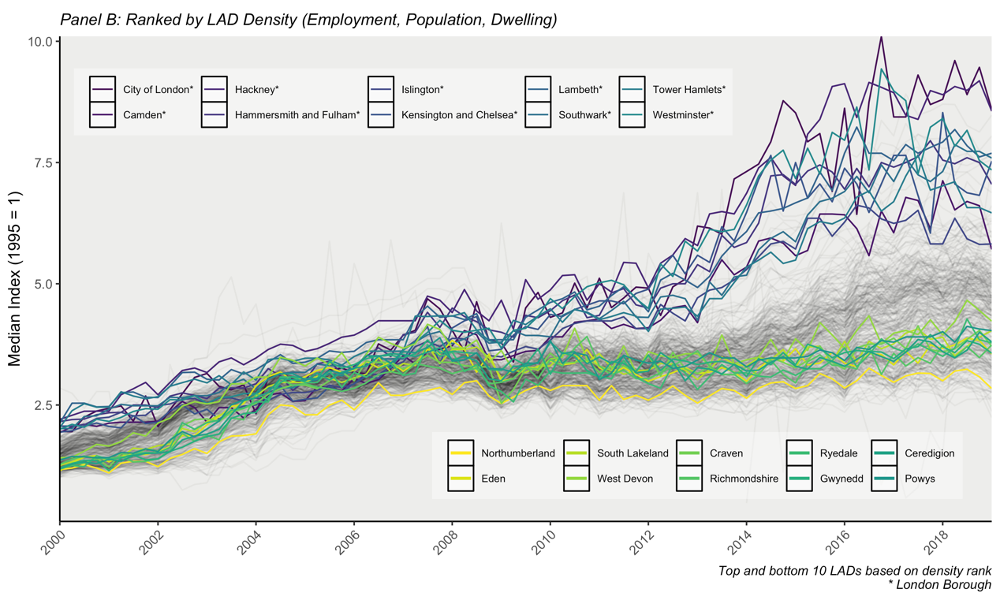 Panel B: Ranked by LAD Density (Employment, Population, Dwelling)
Median Index (1995 = 1)
10.0
7.5
5.0
2.5
City of London* Hackney* Islington* Lambeth* Tower Hamlets*
Camden* Hammersmith and Fulham* Kensington and Chelsea* Southwark* Westminster*
Northumberland South Lakeland Craven Ryedale Ceredigion
Eden West Devon Richmondshire Gwynedd Powys
2000 2002 2004 2006 2008 2010 2012 2014 2016 2018
Top and bottom 10 LADs based on density rank
* London Borough